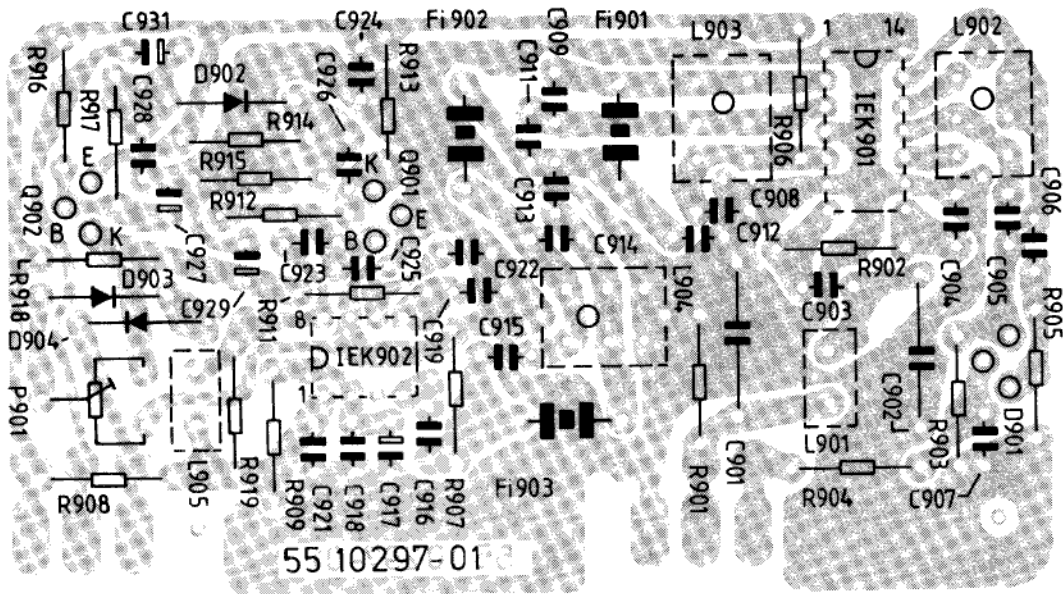 C931
C924
Fi902
C909
Fi901
L903
1
14
L902
R916
D902
R913
C911
R917
C928
C926
D
IEK901
R914
R906
E
R915
K
Q901
Q902
R912
C913
C908
C906
B
K
C927
B
E
C914
C912
C923
C925
C922
R902
D903
L904
R918
C929
R911
C903
C904
C905
R905
D904
8
C919
C915
D
IEK902
P901
1
C902
L901
R903
D901
R908
L905
R919
R909
C921
C918
C917
C916
R907
Fi903
R901
C901
R904
C907
55 10297-01